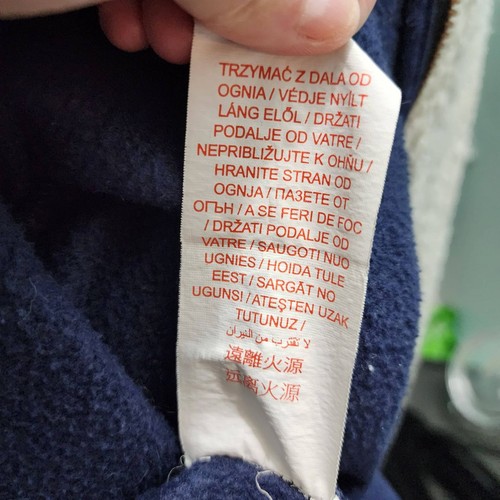 TRZYMAĆ Z DALA OD
OGNIA / VÉDJE NYÍLT
LÁNG ELŐL / DRŽATI
PODALJE OD VATRE /
NEPRIBLIŽUJTE K OHŇU /
HRANITE STRAN OD
OGNJA / ПАЗЕТЕ ОТ
ОГЪН / A SE FERI DE FOC
/ DRŽATI PODALJE OD
VATRE / SAUGOTI NUO
UGNIES / HOIDA TULE
EEST / SARGĀT NO
UGUNS! / ATEŞTEN UZAK
TUTUNUZ /
لا تقترب من النيران
遠離火源
远离火源